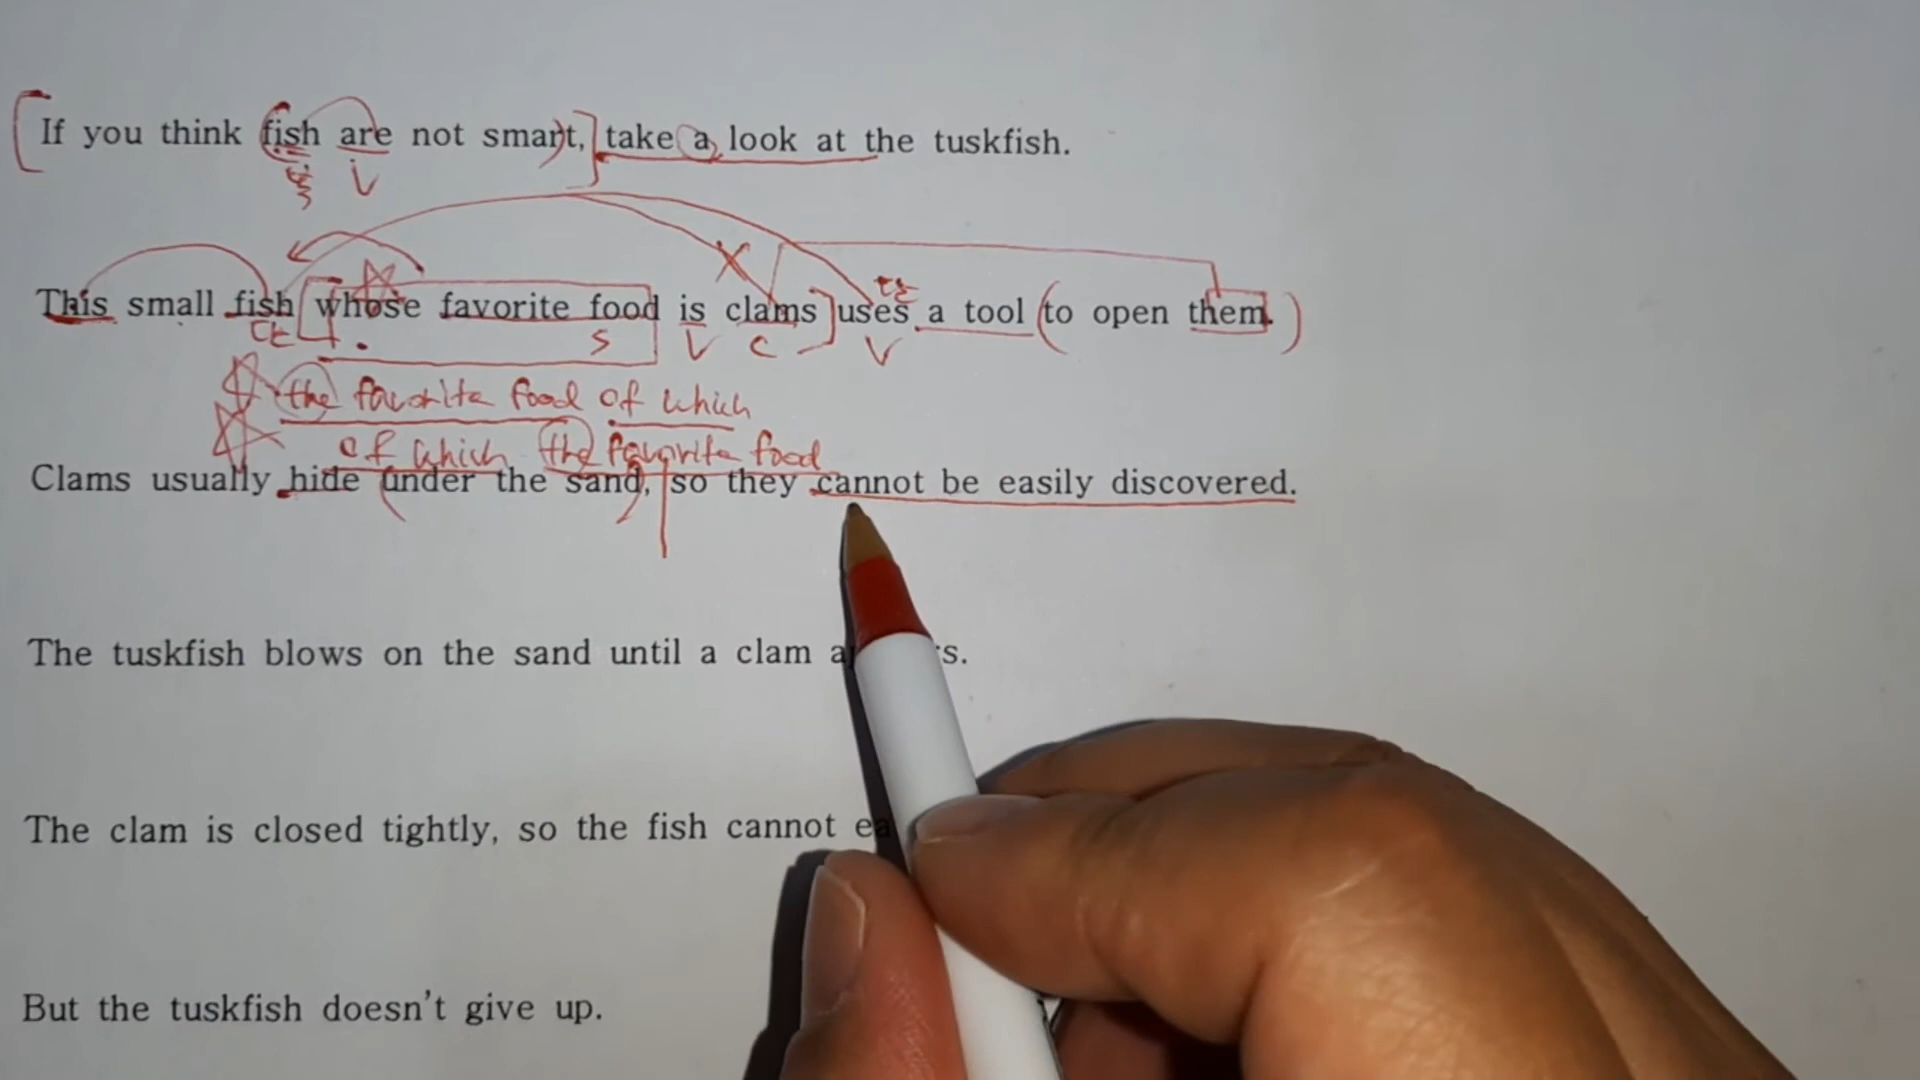 If you think fish are not smart, take a look at the tuskfish.
복 V
This small fish whose favorite food is clams uses a tool to open them.
단 S V C V 단
the favorite food of which
of which the favorite food
Clams usually hide under the sand, so they cannot be easily discovered.
The tuskfish blows on the sand until a clam
The clam is closed tightly, so the fish cannot
But the tuskfish doesn't give up.